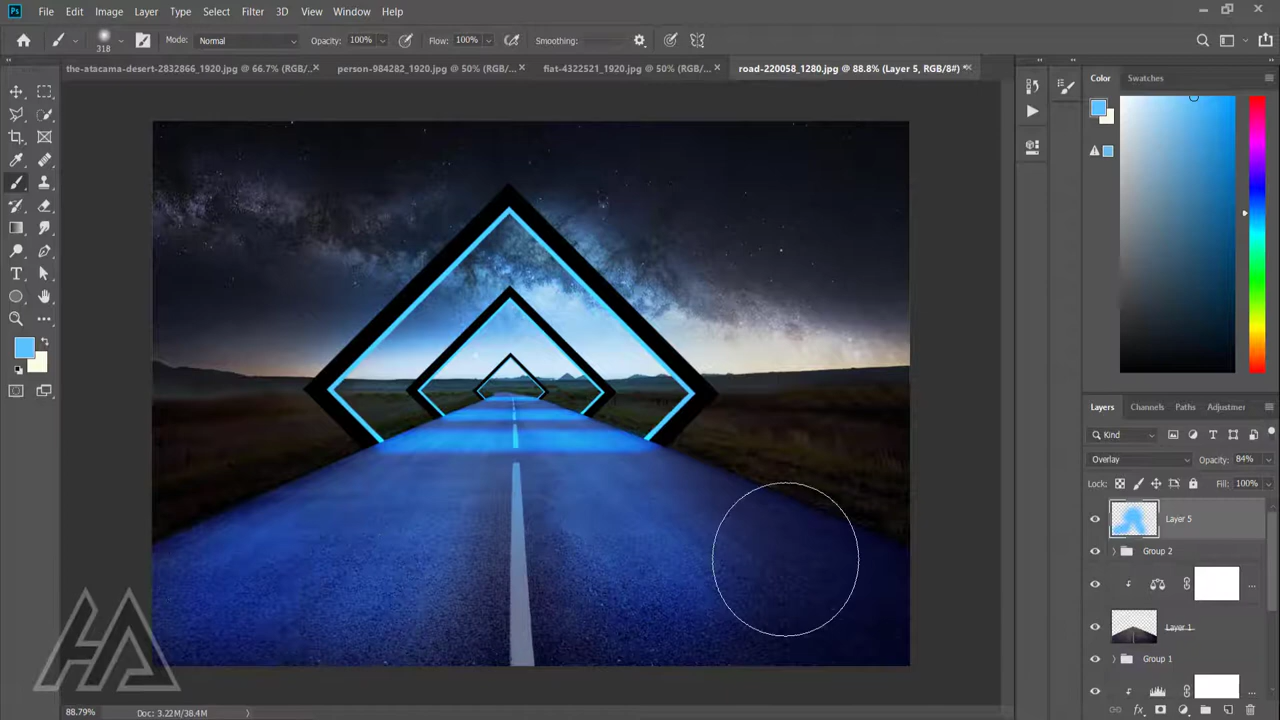 Ps File Edit Image Layer Type Select Filter 3D View Window Help
318 Mode: Normal Opacity: 100% Flow: 100% Smoothing:
the-atacama-desert-2832866_1920.jpg @ 66.7% (RGB/... × person-984282_1920.jpg @ 50% (RGB/... × fiat-4322521_1920.jpg @ 50% (RGB/... × road-220058_1280.jpg @ 88.8% (Layer 5, RGB/8#) *
Color Swatches
Layers Channels Paths Adjustmer
Kind
Overlay Opacity: 84%
Lock: Fill: 100%
Layer 5
Group 2
Layer 1
Group 1
88.79% Doc: 3.22M/38.4M
HA